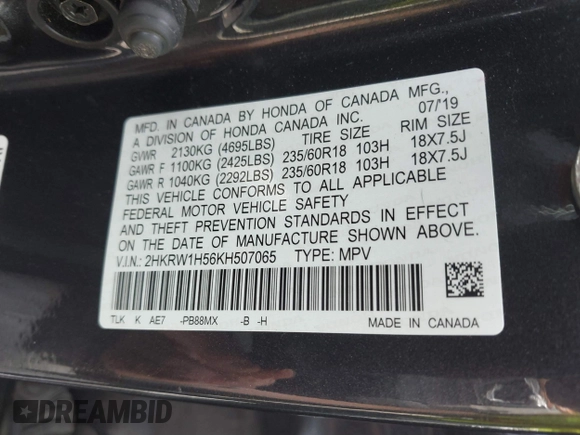 MFD. IN CANADA BY HONDA OF CANADA MFG.,
A DIVISION OF HONDA CANADA INC. 07/'19
GVWR 2130KG (4695LBS) TIRE SIZE RIM SIZE
GAWR F 1100KG (2425LBS) 235/60R18 103H 18X7.5J
GAWR R 1040KG (2292LBS) 235/60R18 103H 18X7.5J
THIS VEHICLE CONFORMS TO ALL APPLICABLE
FEDERAL MOTOR VEHICLE SAFETY
AND THEFT PREVENTION STANDARDS IN EFFECT
ON THE DATE OF MANUFACTURE SHOWN ABOVE.
V.I.N.: 2HKRW1H56KH507065 TYPE: MPV
TLK K AE7 -PB88MX -B -H MADE IN CANADA
DREAMBID